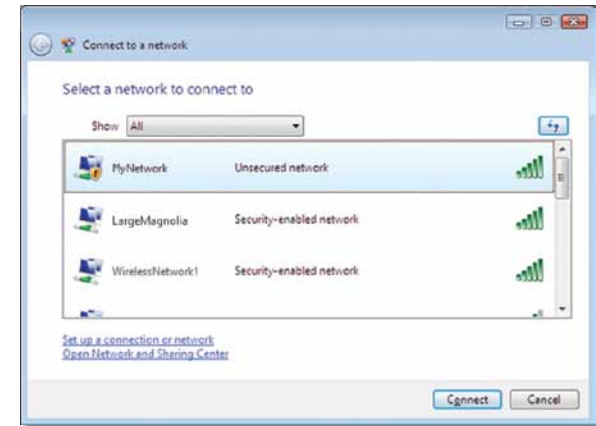 Connect to a network
Select a network to connect to
Show All
MyNetwork Unsecured network
LargeMagnolia Security-enabled network
WirelessNetwork1 Security-enabled network
Set up a connection or network
Open Network and Sharing Center
Connect Cancel